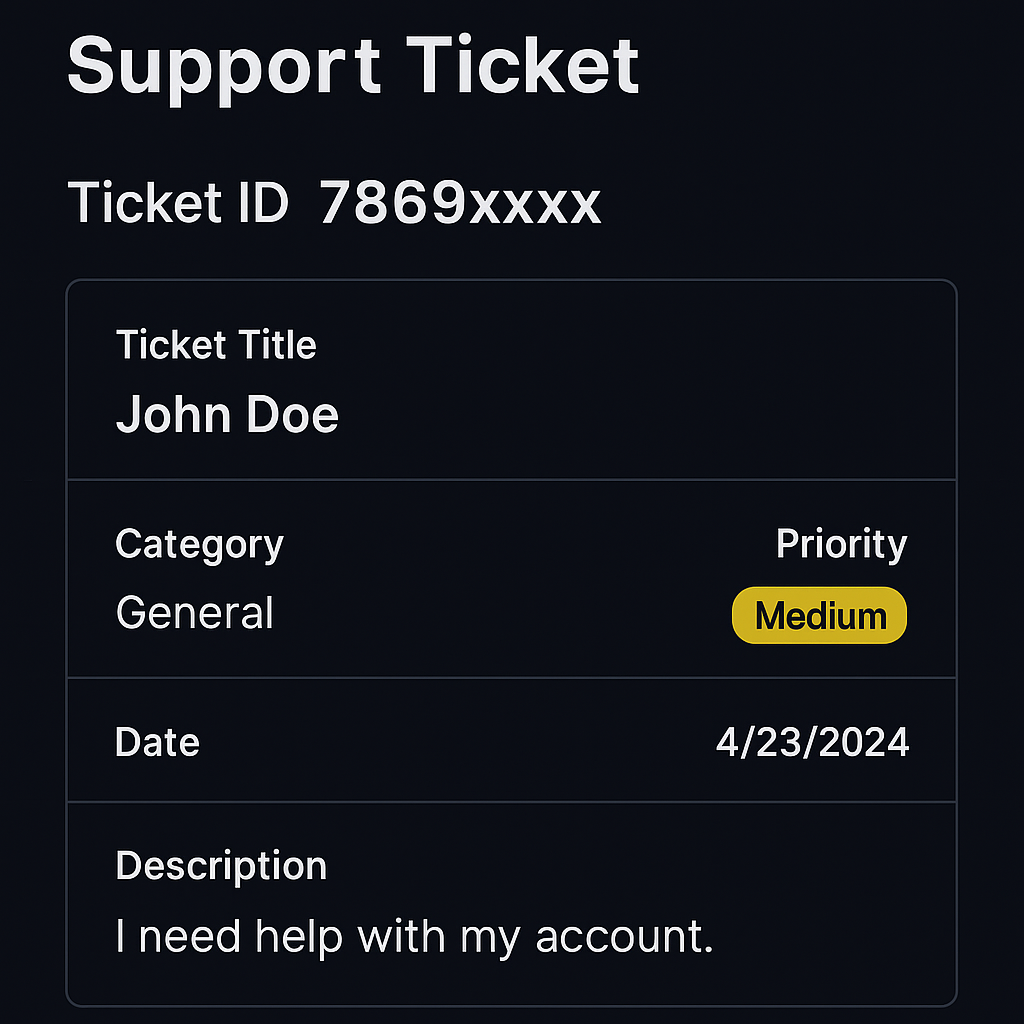 Support Ticket
Ticket ID 7869xxxx
Ticket Title
John Doe
Category
Priority
General
Medium
Date
4/23/2024
Description
I need help with my account.